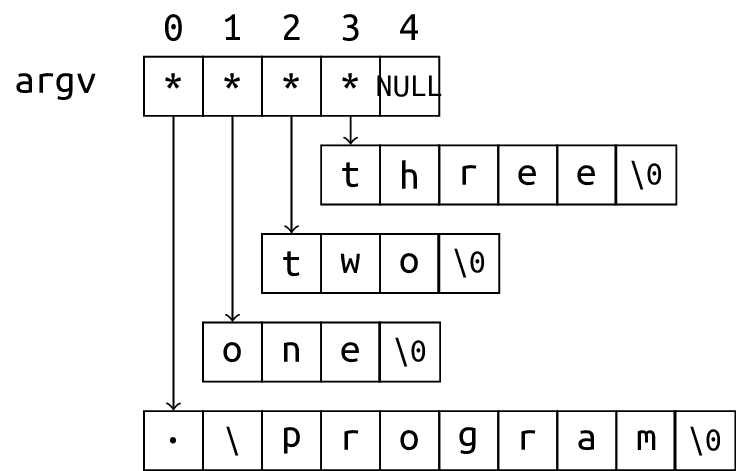 0 1 2 3 4
argv * * * * NULL
t h r e e \0
t w o \0
o n e \0
. \ p r o g r a m \0